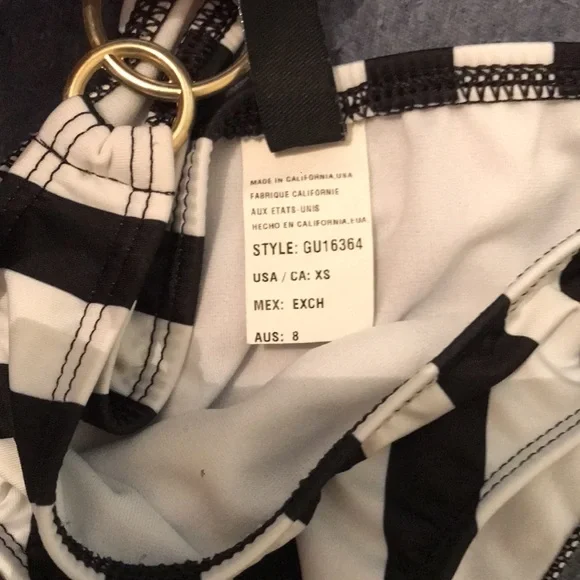 MADE IN CALIFORNIA, USA
FABRIQUE CALIFORNIE
AUX ETATS-UNIS
HECHO EN CALIFORNIA, EUA
STYLE: GU16364
USA / CA: XS
MEX: EXCH
AUS: 8